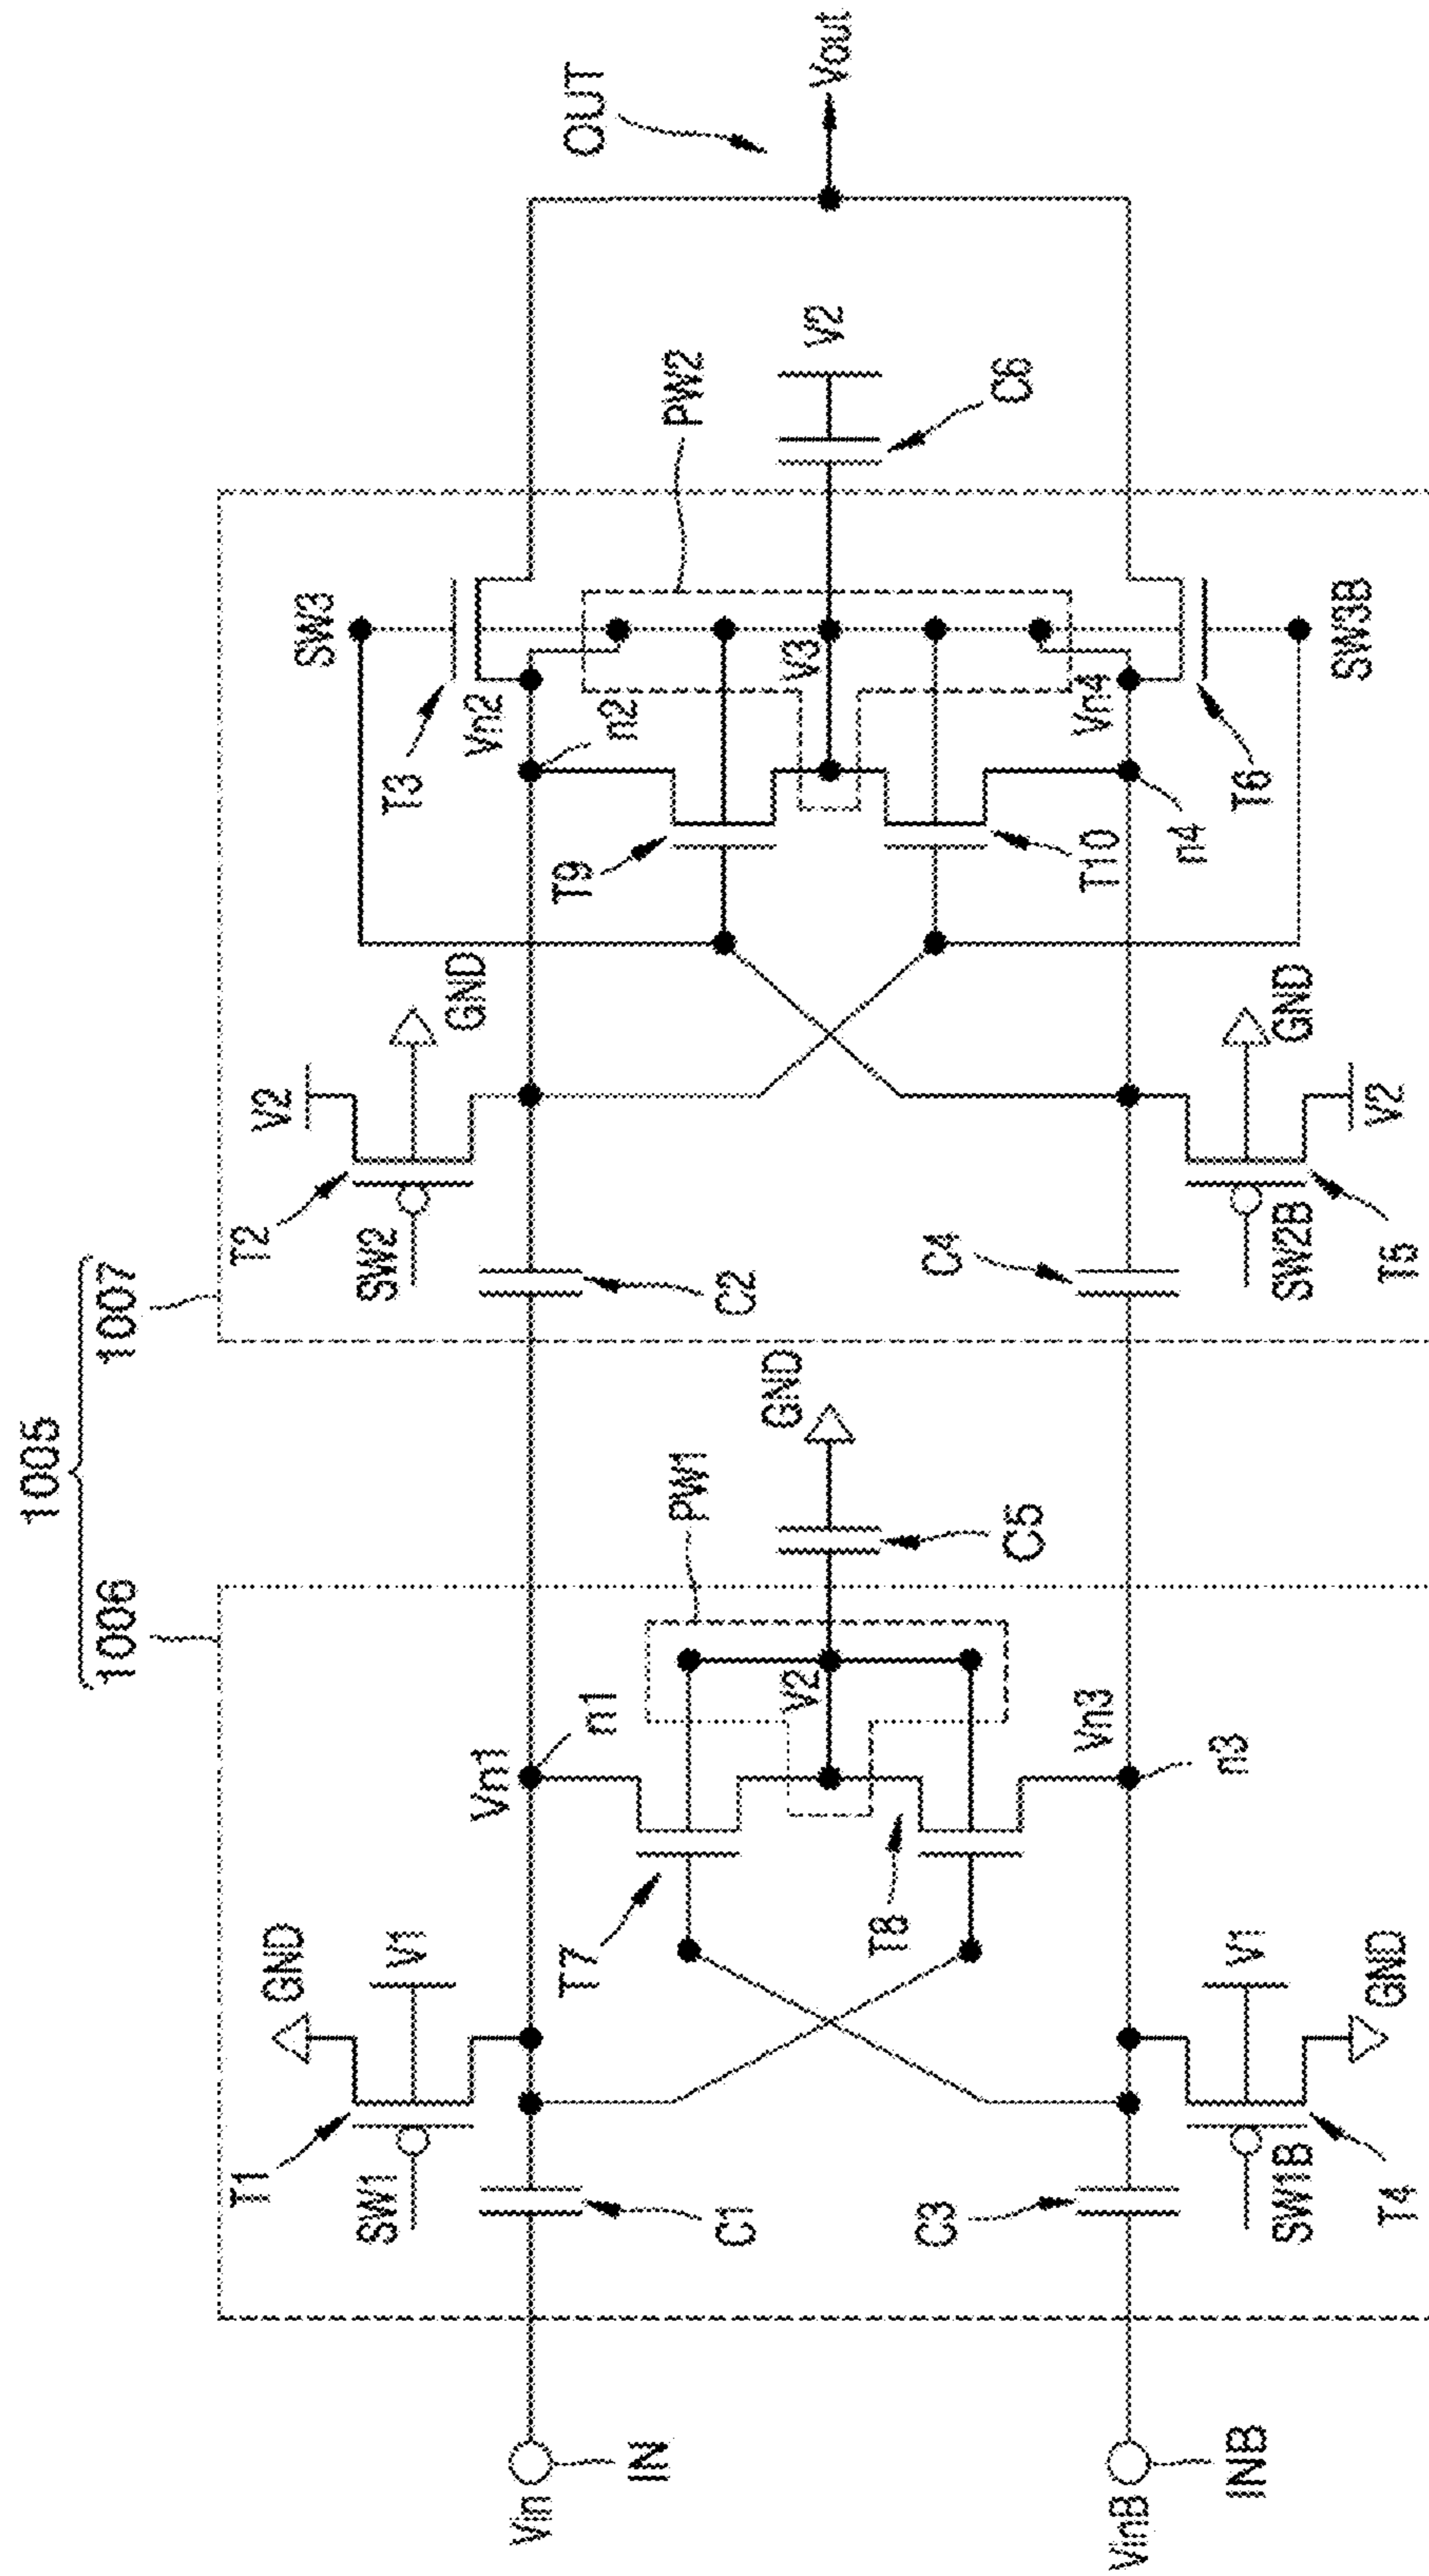 1005
1006
1007
T1
GND
V1
SW1
Vn1
n1
PW1
T2
V2
SW2
GND
SW3
T3
Vn2
n2
PW2
OUT
Vin
IN
C1
T7
V2
T8
C5
GND
C2
T9
V3
V2
C6
Vout
VinB
INB
C3
Vn3
n3
C4
T10
Vn4
n4
T4
SW1B
V1
GND
T5
SW2B
GND
V2
T6
SW3B